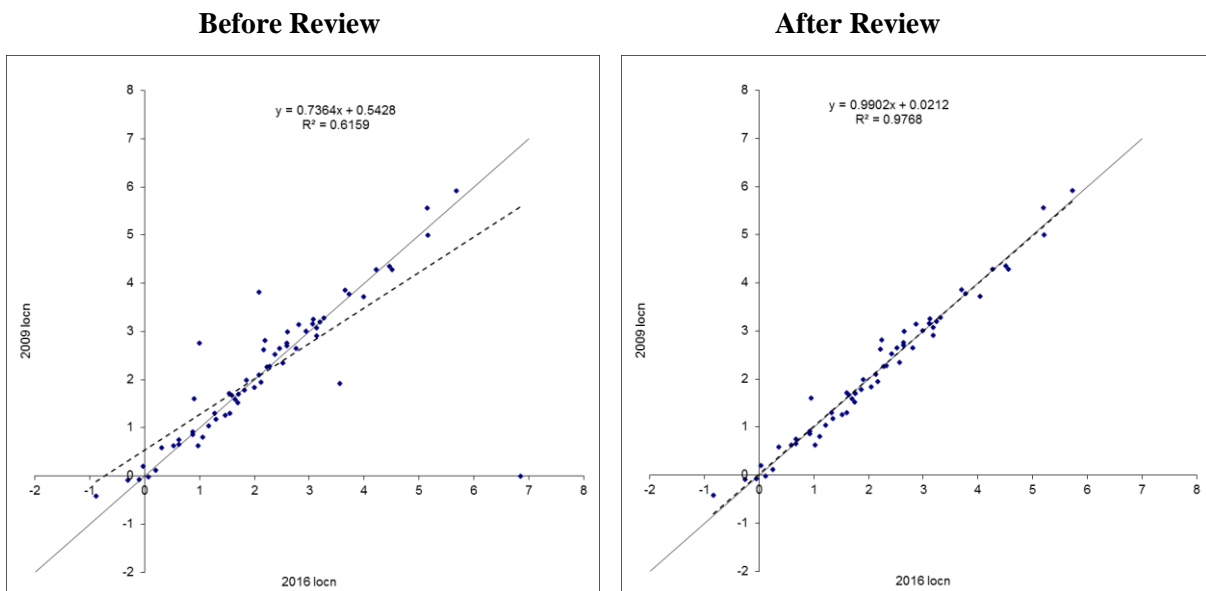 Before Review
After Review
y = 0.7364x + 0.5428
R² = 0.6159
8
7
6
5
4
3
2
1
0
-1
-2
-2 -1 0 1 2 3 4 5 6 7 8
2009 locn
2016 locn
y = 0.9902x + 0.0212
R² = 0.9768
8
7
6
5
4
3
2
1
0
-1
-2
-2 -1 0 1 2 3 4 5 6 7 8
2009 locn
2016 locn